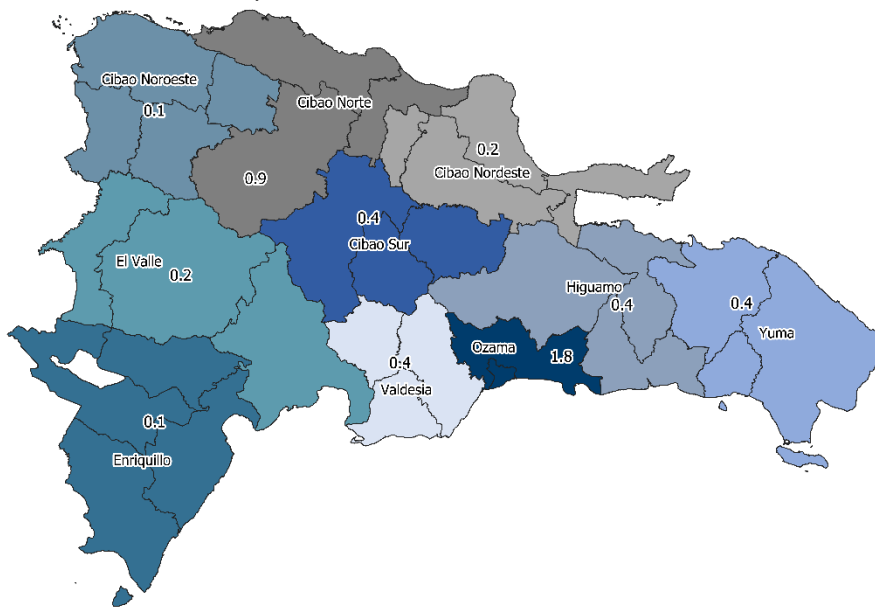 Cibao Noroeste
0.1
Cibao Norte
0.9
0.2
Cibao Nordeste
0.4
Cibao Sur
El Valle
0.2
Higuamo
0.4
0.4
Yuma
Ozama
1.8
0.4
Valdesia
0.1
Enriquillo